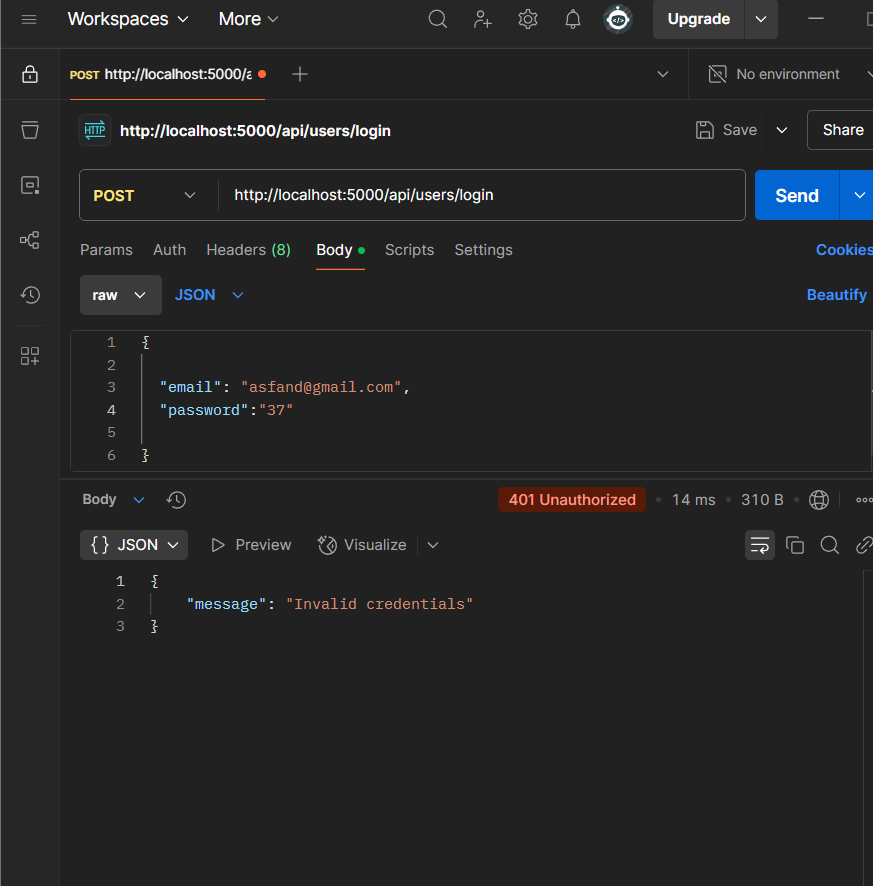 Workspaces More Upgrade
POST http://localhost:5000/a No environment
HTTP http://localhost:5000/api/users/login Save Share
POST http://localhost:5000/api/users/login Send
Params Auth Headers (8) Body Scripts Settings Cookies
raw JSON Beautify
1 {
2
3 "email": "asfand@gmail.com",
4 "password":"37"
5
6 }
Body 401 Unauthorized • 14 ms • 310 B •
{} JSON Preview Visualize
1 {
2 "message": "Invalid credentials"
3 }